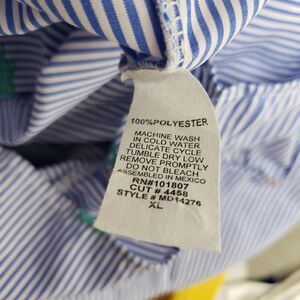 100%POLYESTER
MACHINE WASH
IN COLD WATER
DELICATE CYCLE
TUMBLE DRY LOW
REMOVE PROMPTLY
DO NOT BLEACH
ASSEMBLED IN MEXICO
RN#101807
CUT # 4458
STYLE # MD14276
XL